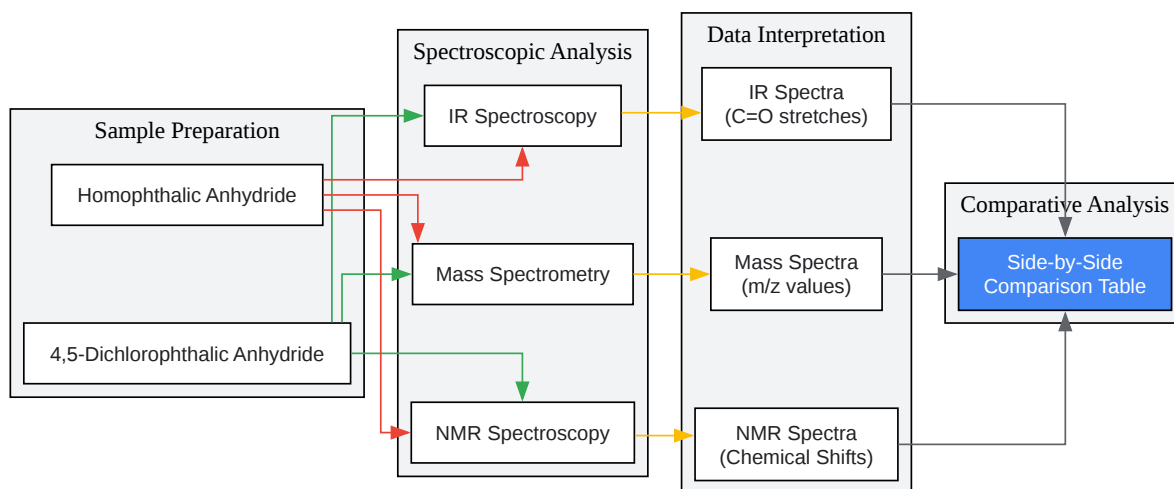 Sample Preparation
Homophthalic Anhydride
4,5-Dichlorophthalic Anhydride
Spectroscopic Analysis
IR Spectroscopy
Mass Spectrometry
NMR Spectroscopy
Data Interpretation
IR Spectra
(C=O stretches)
Mass Spectra
(m/z values)
NMR Spectra
(Chemical Shifts)
Comparative Analysis
Side-by-Side
Comparison Table